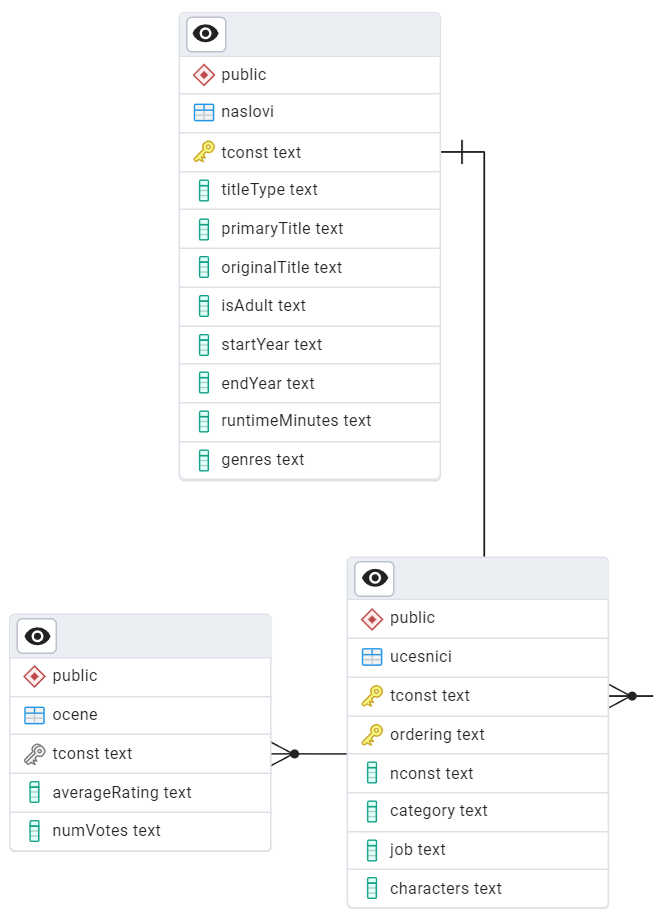 public
naslovi
tconst text
titleType text
primaryTitle text
originalTitle text
isAdult text
startYear text
endYear text
runtimeMinutes text
genres text
public
ocene
tconst text
averageRating text
numVotes text
public
ucesnici
tconst text
ordering text
nconst text
category text
job text
characters text